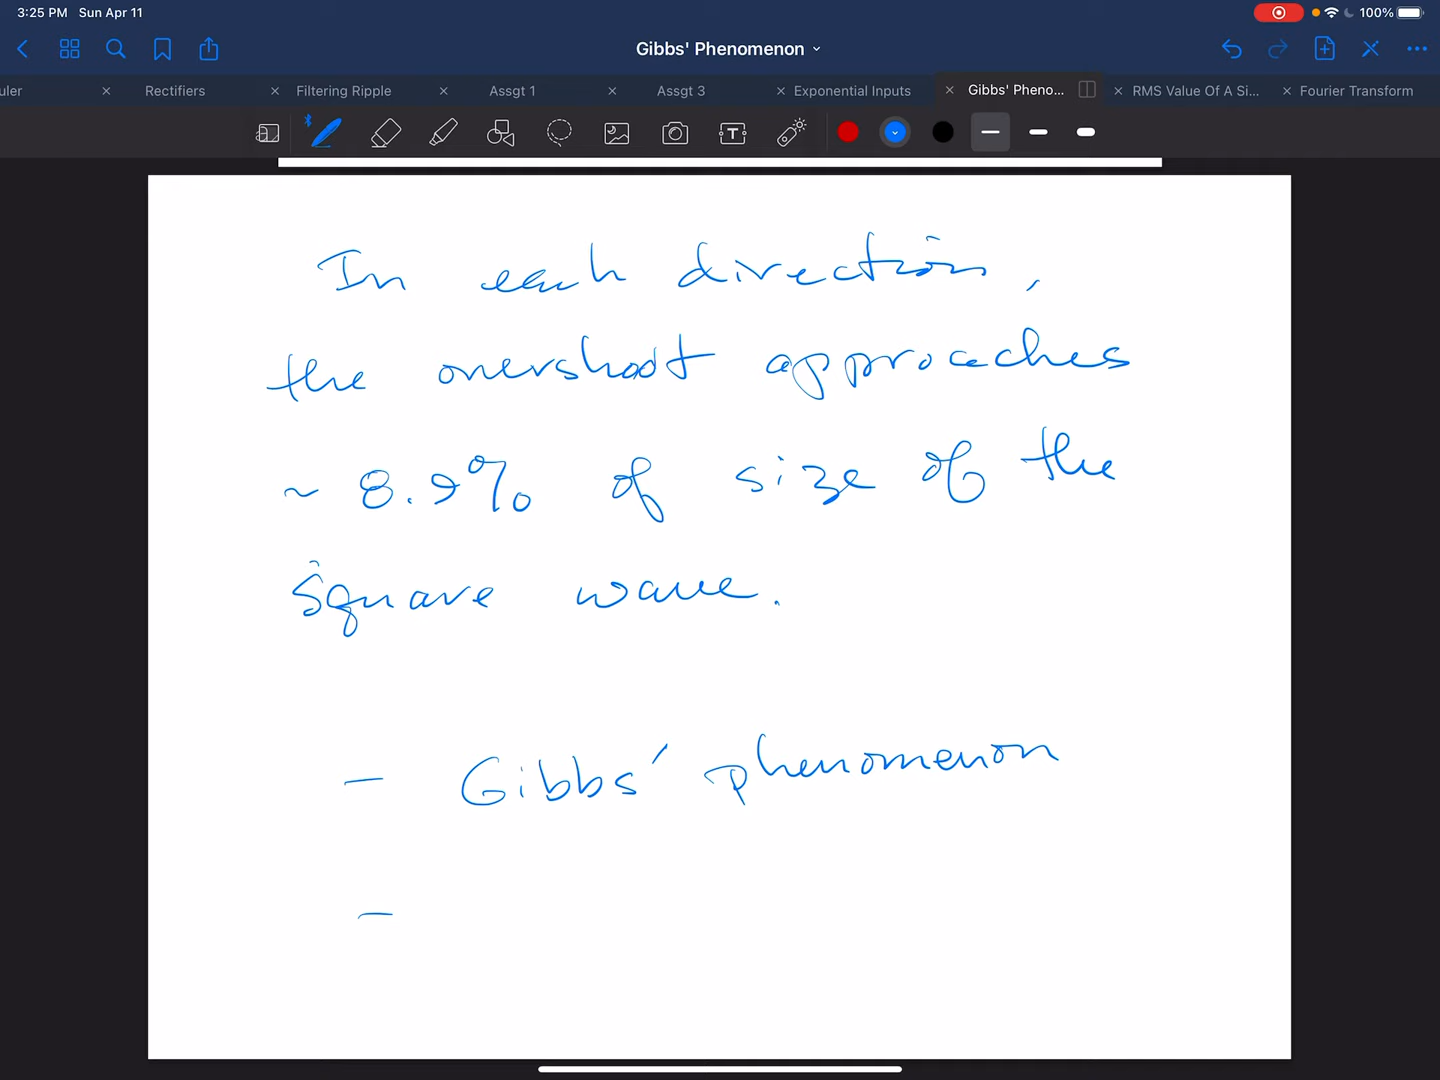 3:25 PM Sun Apr 11 100%
Gibbs' Phenomenon
uler Rectifiers Filtering Ripple Assgt 1 Assgt 3 Exponential Inputs Gibbs' Pheno... RMS Value Of A Si... Fourier Transform
In each direction,
the overshoot approaches
~ 8.9% of size of the
square wave.
- Gibbs' phenomenon
-